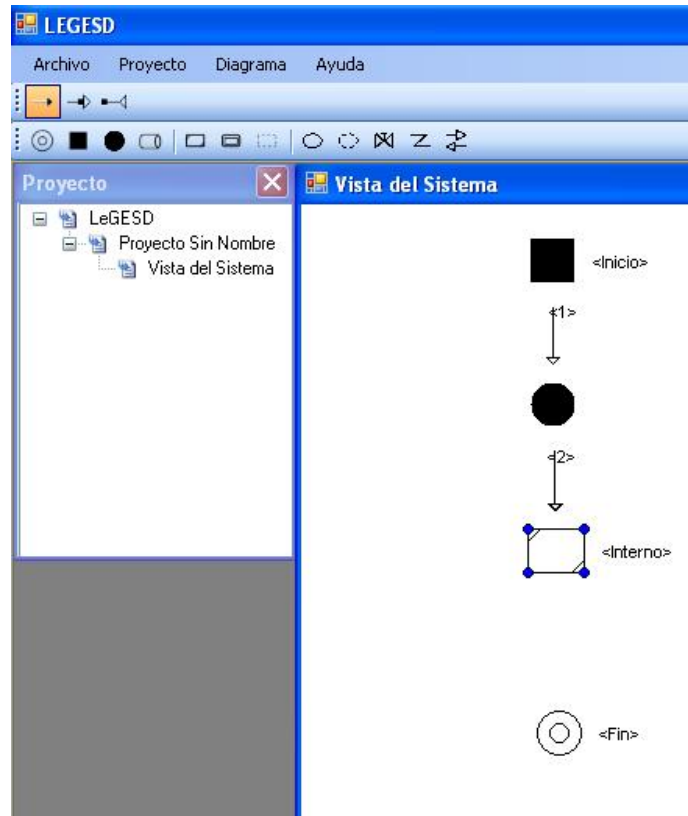 LEGESD
Archivo Proyecto Diagrama Ayuda
Proyecto
LeGESD
Proyecto Sin Nombre
Vista del Sistema
Vista del Sistema
<Inicio>
<1>
<2>
<Interno>
<Fin>